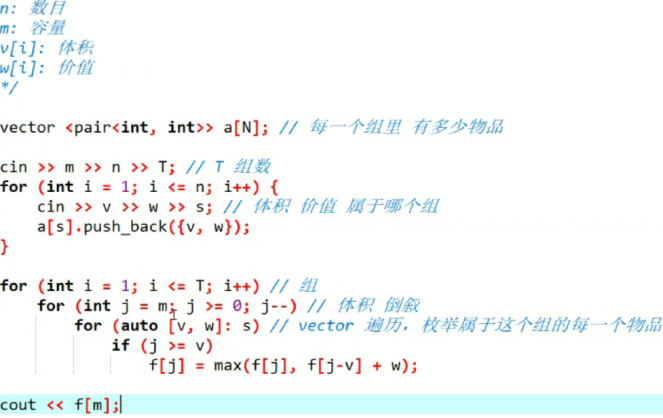 n: 数目
m: 容量
v[i]: 体积
w[i]: 价值
*/
vector <pair<int, int>> a[N]; // 每一个组里 有多少物品
cin >> m >> n >> T; // T 组数
for (int i = 1; i <= n; i++) {
cin >> v >> w >> s; // 体积 价值 属于哪个组
a[s].push_back({v, w});
}
for (int i = 1; i <= T; i++) // 组
for (int j = m; j >= 0; j--) // 体积 倒叙
for (auto [v, w]: s) // vector 遍历，枚举属于这个组的每一个物品
if (j >= v)
f[j] = max(f[j], f[j-v] + w);
cout << f[m];